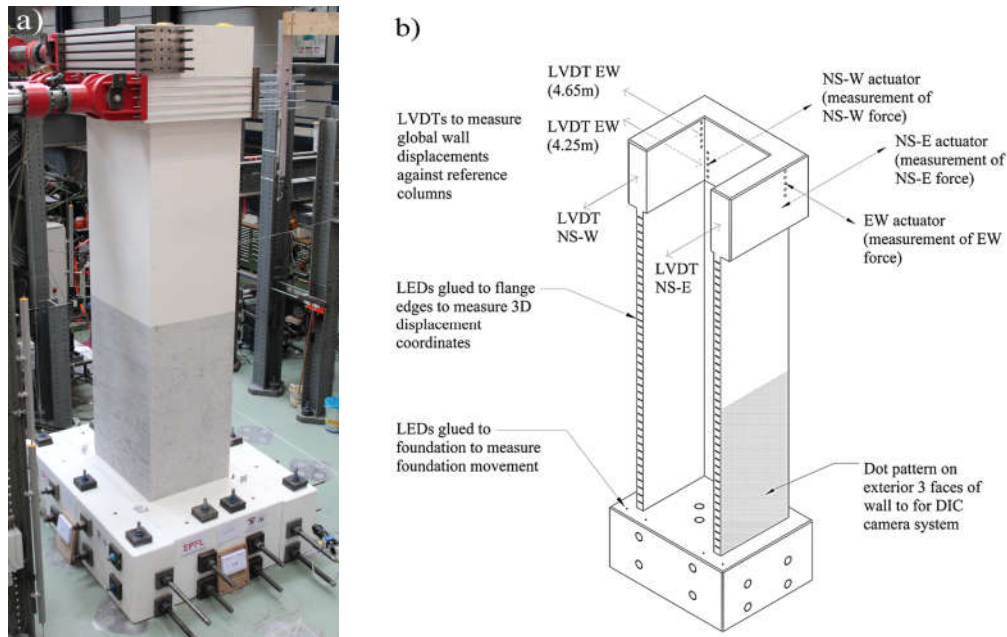 a)
EPFL
b)
LVDT EW
(4.65m)
LVDT EW
(4.25m)
LVDTs to measure
global wall
displacements
against reference
columns
LVDT
NS-W
LVDT
NS-E
NS-W actuator
(measurement of
NS-W force)
NS-E actuator
(measurement of
NS-E force)
EW actuator
(measurement of EW
force)
LEDs glued to flange
edges to measure 3D
displacement
coordinates
LEDs glued to
foundation to measure
foundation movement
Dot pattern on
exterior 3 faces of
wall to for DIC
camera system